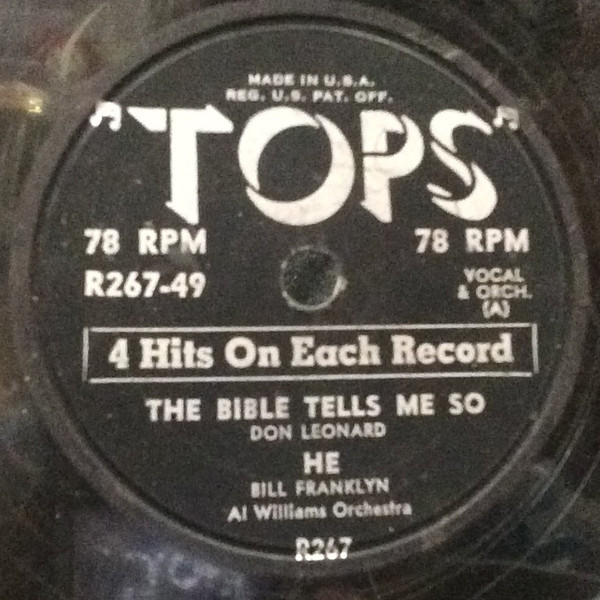 MADE IN U.S.A.
REG. U.S. PAT. OFF.
"TOPS"
78 RPM 78 RPM
R267-49
VOCAL
& ORCH.
(A)
4 Hits On Each Record
THE BIBLE TELLS ME SO
DON LEONARD
HE
BILL FRANKLYN
Al Williams Orchestra
R267